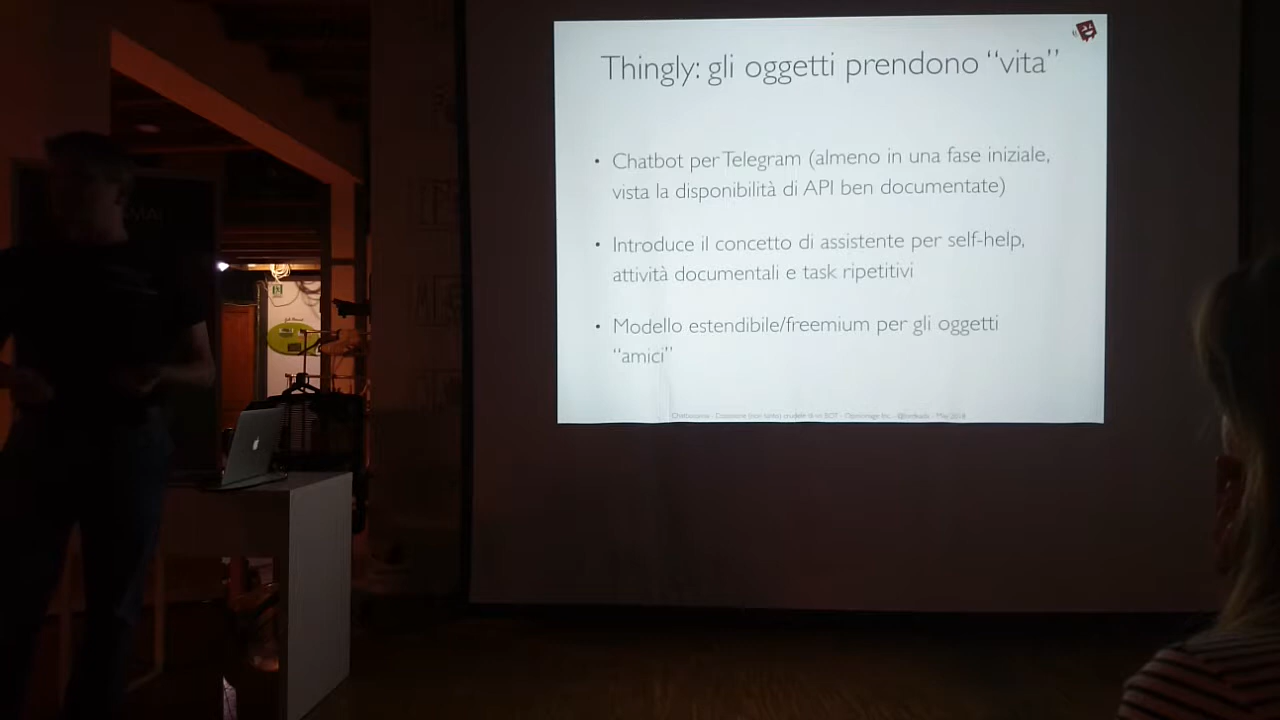 Thingly: gli oggetti prendono “vita”
• Chatbot per Telegram (almeno in una fase iniziale,
vista la disponibilità di API ben documentate)
• Introduce il concetto di assistente per self-help,
attività documentali e task ripetitivi
• Modello estendibile/freemium per gli oggetti
“amici”